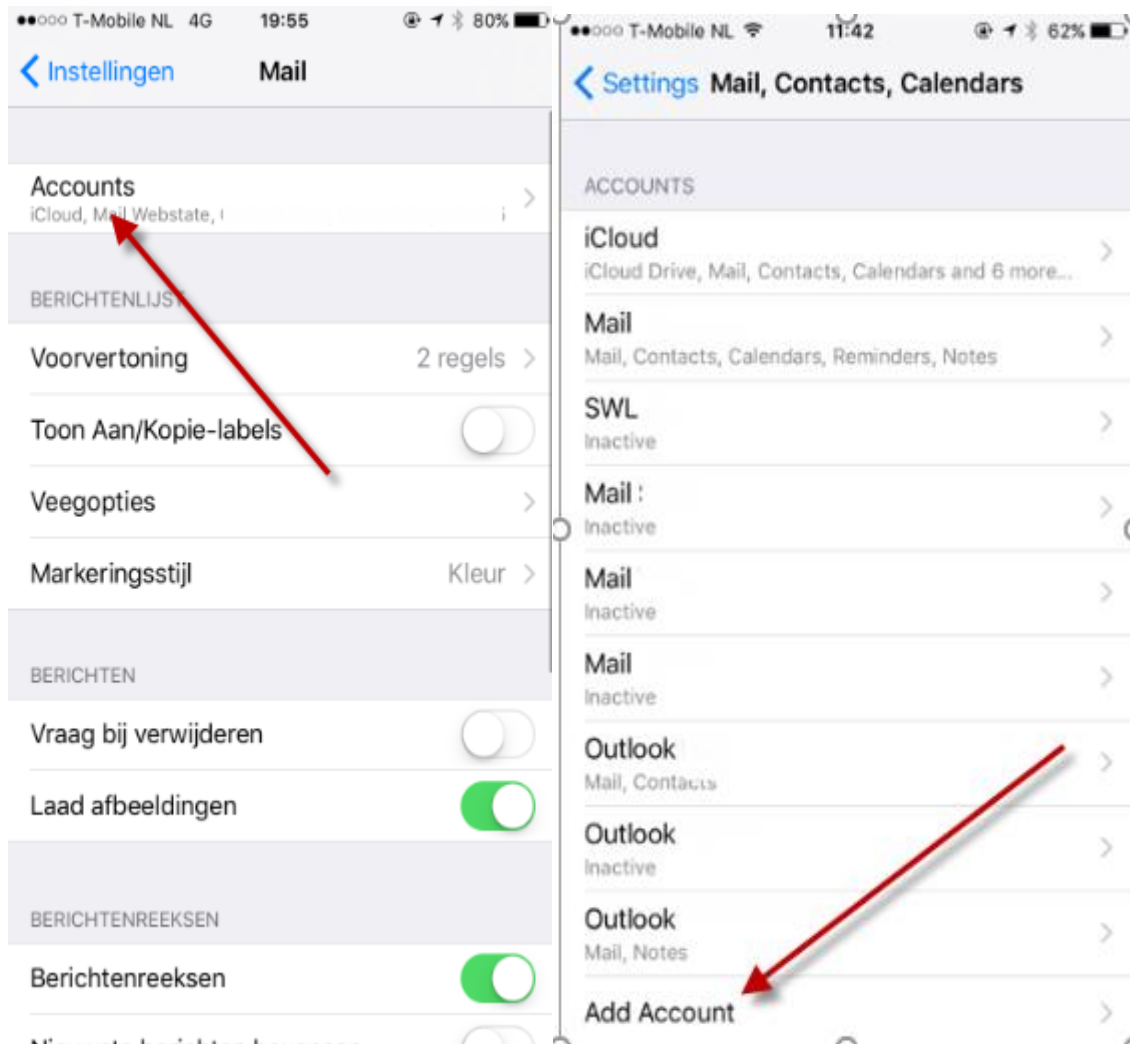 T-Mobile NL 4G 19:55 80%
Instellingen Mail
Accounts
iCloud, Mail Webstate,
BERICHTENLIJST
Voorvertoning 2 regels
Toon Aan/Kopie-labels
Veegopties
Markeringsstijl Kleur
BERICHTEN
Vraag bij verwijderen
Laad afbeeldingen
BERICHTENREEKSEN
Berichtenreeksen
T-Mobile NL 11:42 62%
Settings Mail, Contacts, Calendars
ACCOUNTS
iCloud
iCloud Drive, Mail, Contacts, Calendars and 6 more...
Mail
Mail, Contacts, Calendars, Reminders, Notes
SWL
Inactive
Mail
Inactive
Mail
Inactive
Mail
Inactive
Outlook
Mail, Contacts
Outlook
Inactive
Outlook
Mail, Notes
Add Account